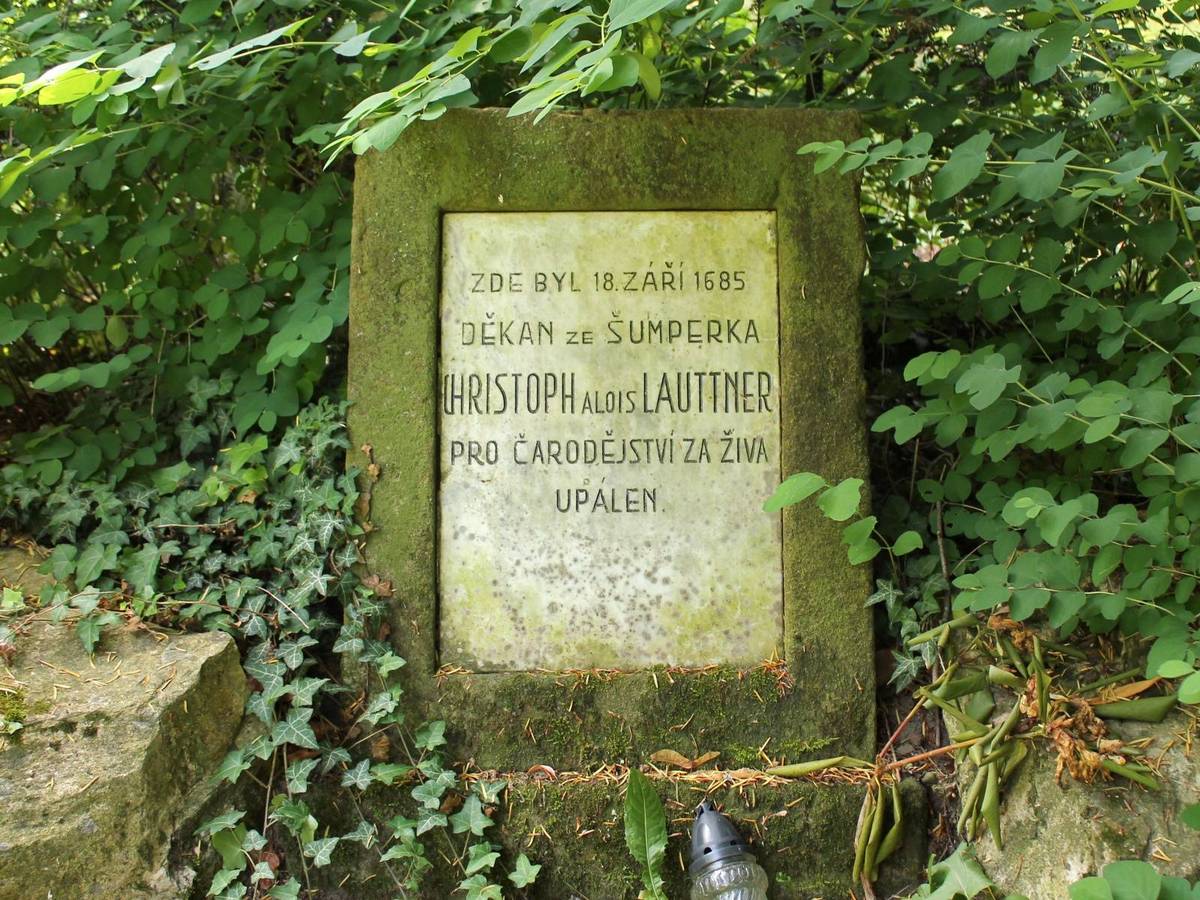 ZDE BYL 18. ZÁŘÍ 1685
DĚKAN ZE ŠUMPERKA
CHRISTOPH ALOIS LAUTTNER
PRO ČARODĚJSTVÍ ZA ŽIVA
UPÁLEN.